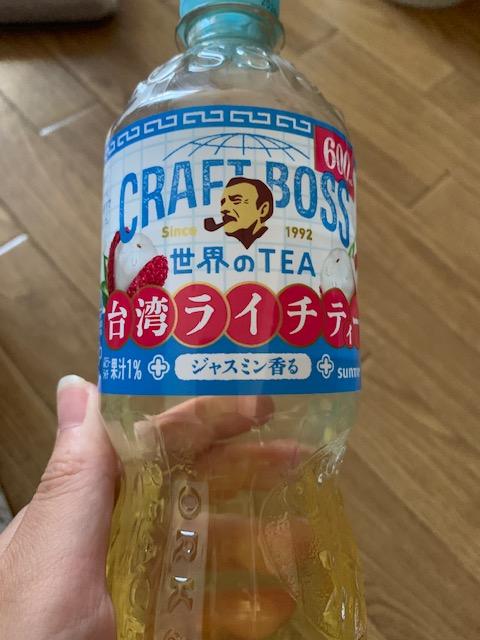 600
CRAFT BOSS
Since 1992
世界のTEA
台湾ライチティー
果汁1%
ジャスミン香る
WORK